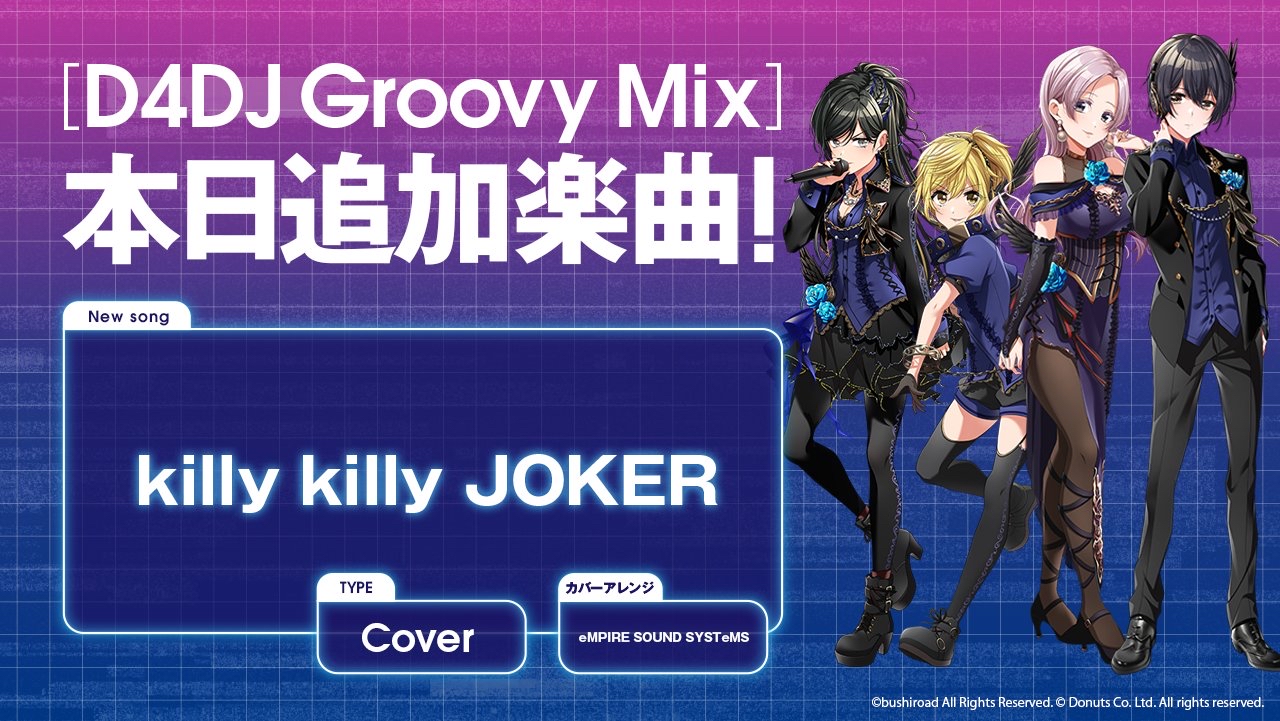 [D4DJ Groovy Mix]
本日追加楽曲!
New song
killy killy JOKER
TYPE
Cover
カバーアレンジ
eMPIRE SOUND SYSTeMS
©bushiroad All Rights Reserved. © Donuts Co. Ltd. All rights reserved.